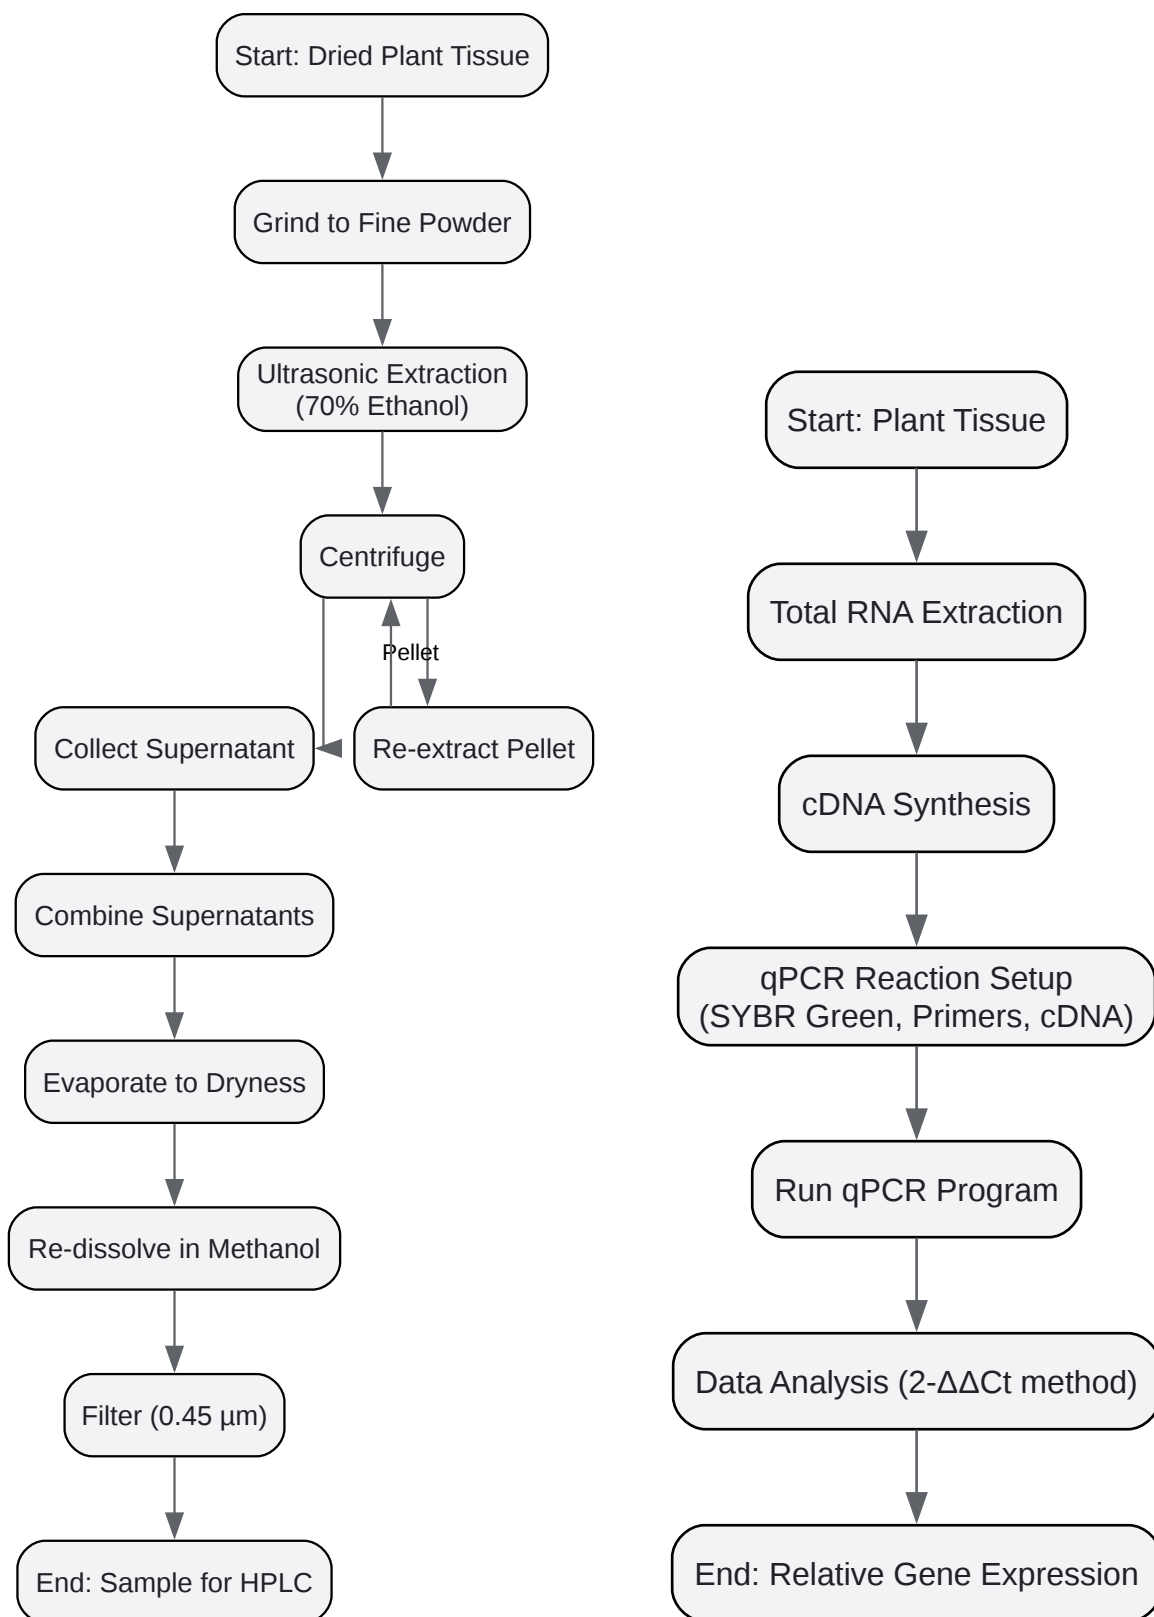 Start: Dried Plant Tissue
Grind to Fine Powder
Ultrasonic Extraction
(70% Ethanol)
Centrifuge
Pellet
Collect Supernatant
Re-extract Pellet
Combine Supernatants
Evaporate to Dryness
Re-dissolve in Methanol
Filter (0.45 µm)
End: Sample for HPLC
Start: Plant Tissue
Total RNA Extraction
cDNA Synthesis
qPCR Reaction Setup
(SYBR Green, Primers, cDNA)
Run qPCR Program
Data Analysis (2-ΔΔCt method)
End: Relative Gene Expression